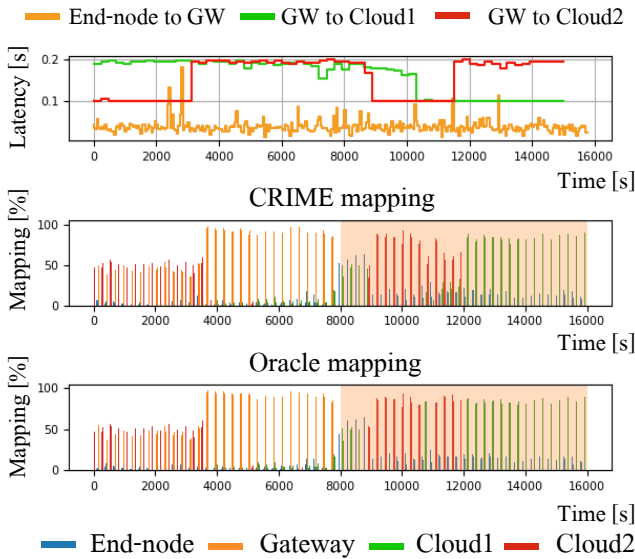 End-node to GW GW to Cloud1 GW to Cloud2
Latency [s]
0.2
0.1
0 2000 4000 6000 8000 10000 12000 14000 16000
Time [s]
CRIME mapping
Mapping [%]
100
50
0
0 2000 4000 6000 8000 10000 12000 14000 16000
Time [s]
Oracle mapping
Mapping [%]
100
50
0
0 2000 4000 6000 8000 10000 12000 14000 16000
Time [s]
End-node Gateway Cloud1 Cloud2